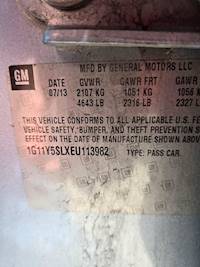 GM
MFD BY GENERAL MOTORS LLC
DATE GVWR GAWR FRT GAWR
07/13 2107 KG 1051 KG 1056
4643 LB 2316 LB 2327
THIS VEHICLE CONFORMS TO ALL APPLICABLE U.S. FE
VEHICLE SAFETY, BUMPER, AND THEFT PREVENTION S
EFFECT ON THE DATE OF MANUFACTURE SHOWN ABOVE
1G11Y5SLXEU113982 TYPE: PASS CAR